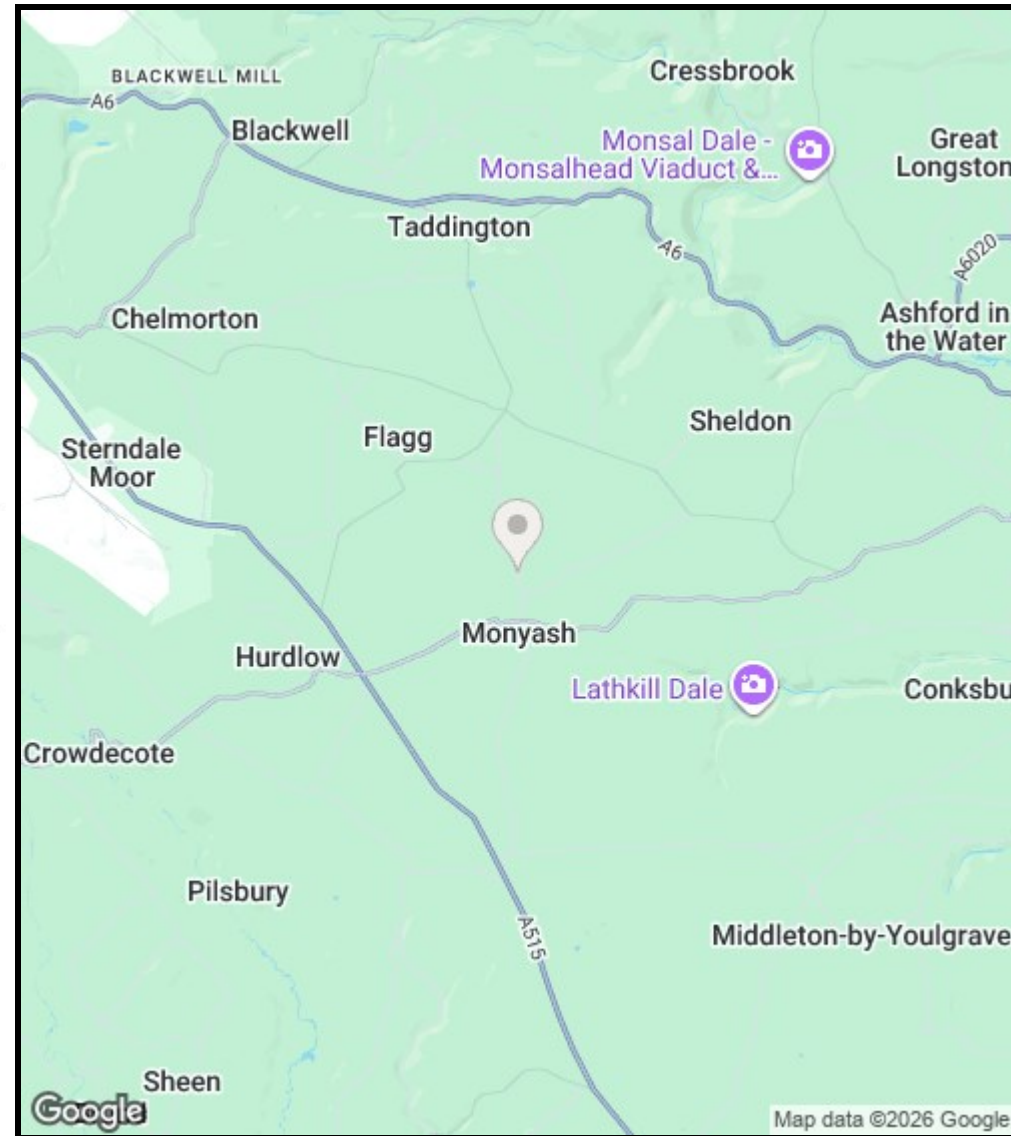 Cressbrook
BLACKWELL MILL
A6
Blackwell
Monsal Dale -
Monsalhead Viaduct &...
Great
Longston
Taddington
A6
A6020
Chelmorton
Ashford in
the Water
Sheldon
Flagg
Sterndale
Moor
Monyash
Hurdlow
Lathkill Dale
Conksbu
Crowdecote
Pilsbury
A515
Middleton-by-Youlgrave
Sheen
Google
Map data ©2026 Google